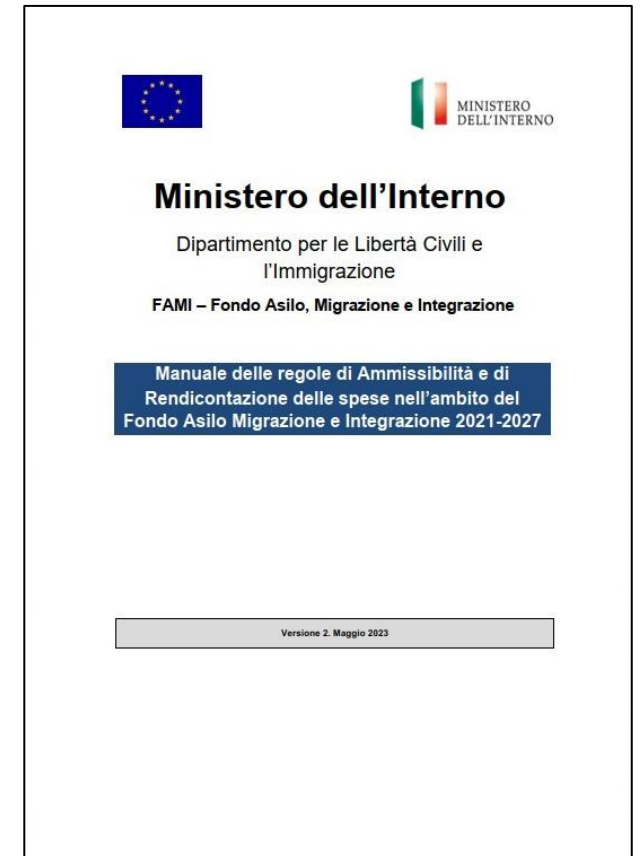 MINISTERO
DELL'INTERNO
Ministero dell’Interno
Dipartimento per le Libertà Civili e
l’Immigrazione
FAMI – Fondo Asilo, Migrazione e Integrazione
Manuale delle regole di Ammissibilità e di
Rendicontazione delle spese nell’ambito del
Fondo Asilo Migrazione e Integrazione 2021-2027
Versione 2. Maggio 2023